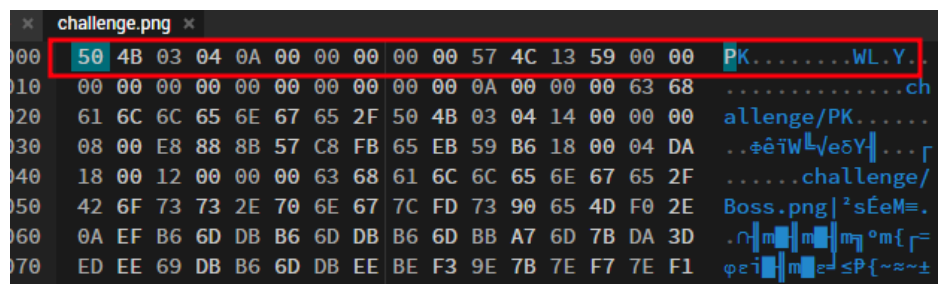 × challenge.png ×
000 50 4B 03 04 0A 00 00 00 00 00 57 4C 13 59 00 00 PK........WL.Y..
010 00 00 00 00 00 00 00 00 00 00 0A 00 00 00 63 68 ..............ch
020 61 6C 6C 65 6E 67 65 2F 50 4B 03 04 14 00 00 00 allenge/PK......
030 08 00 E8 88 8B 57 C8 FB 65 EB 59 B6 18 00 04 DA ..ΦêïW╚√eδY╢...┌
040 18 00 12 00 00 00 63 68 61 6C 6C 65 6E 67 65 2F ......challenge/
050 42 6F 73 73 2E 70 6E 67 7C FD 73 90 65 4D F0 2E Boss.png|²sÉeM≡.
060 0A EF B6 6D DB B6 6D DB B6 6D BB A7 6D 7B DA 3D .∩╢m█╢m█╢m╗ºm{┌=
070 ED EE 69 DB B6 6D DB EE BE F3 9E 7B 7E F7 7E F1 φεi█╢m█ε╛≤₧{~≈~±